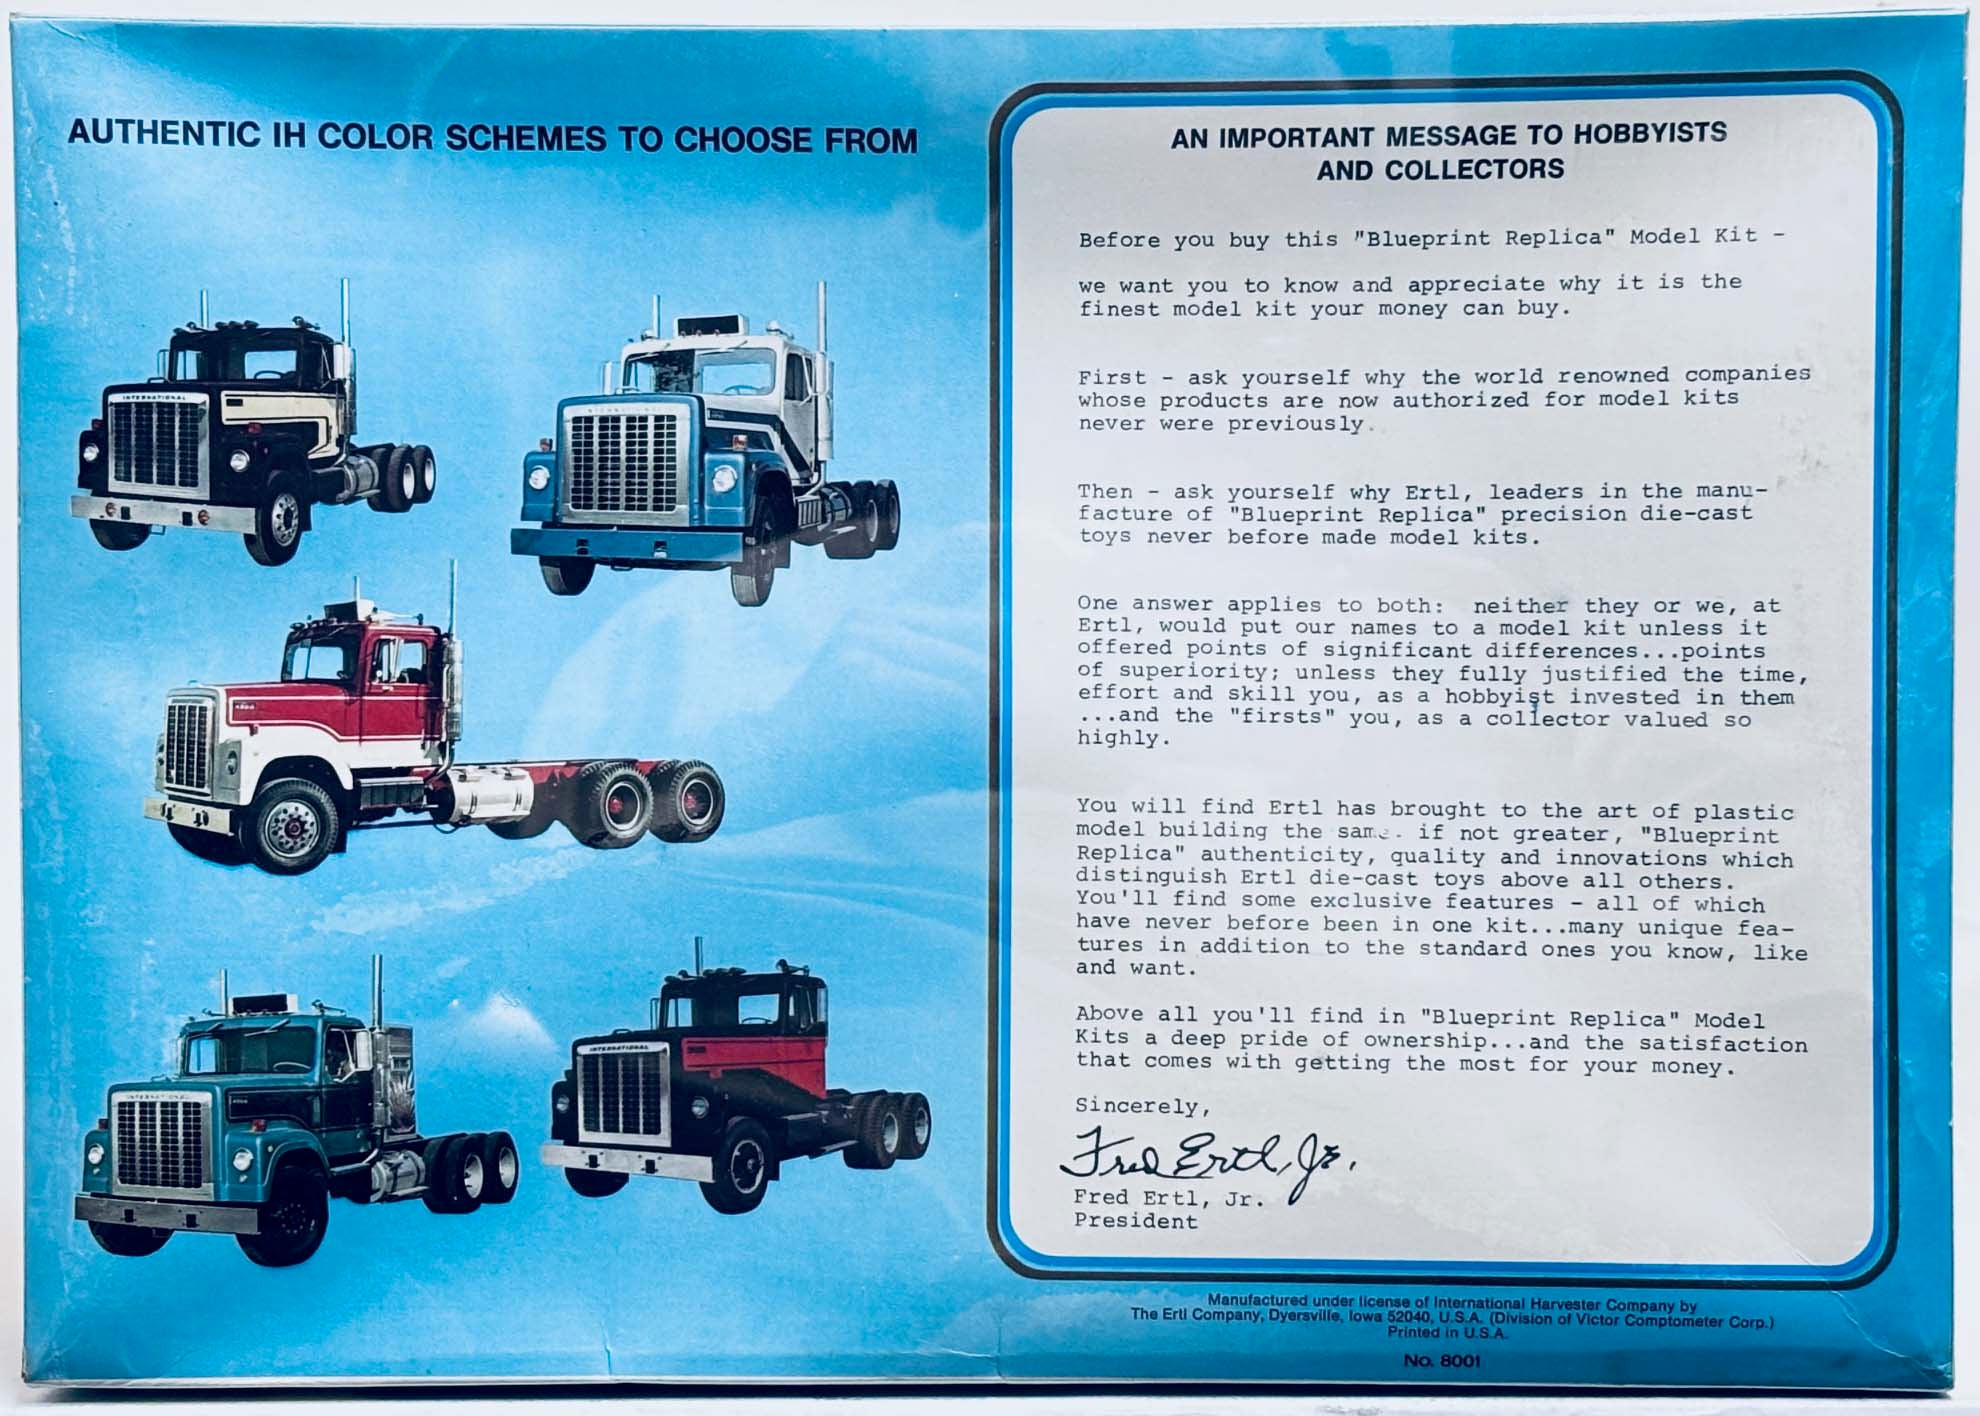 AUTHENTIC IH COLOR SCHEMES TO CHOOSE FROM
INTERNATIONAL
INTERNATIONAL
4300
INTERNATIONAL
INTERNATIONAL
AN IMPORTANT MESSAGE TO HOBBYISTS
AND COLLECTORS
Before you buy this "Blueprint Replica" Model Kit -
we want you to know and appreciate why it is the
finest model kit your money can buy.
First - ask yourself why the world renowned companies
whose products are now authorized for model kits
never were previously.
Then - ask yourself why Ertl, leaders in the manu-
facture of "Blueprint Replica" precision die-cast
toys never before made model kits.
One answer applies to both: neither they or we, at
Ertl, would put our names to a model kit unless it
offered points of significant differences...points
of superiority; unless they fully justified the time,
effort and skill you, as a hobbyist invested in them
...and the "firsts" you, as a collector valued so
highly.
You will find Ertl has brought to the art of plastic
model building the same. if not greater, "Blueprint
Replica" authenticity, quality and innovations which
distinguish Ertl die-cast toys above all others.
You'll find some exclusive features - all of which
have never before been in one kit...many unique fea-
tures in addition to the standard ones you know, like
and want.
Above all you'll find in "Blueprint Replica" Model
Kits a deep pride of ownership...and the satisfaction
that comes with getting the most for your money.
Sincerely,
Fred Ertl, Jr.
Fred Ertl, Jr.
President
Manufactured under license of International Harvester Company by
The Ertl Company, Dyersville, Iowa 52040, U.S.A. (Division of Victor Comptometer Corp.)
Printed in U.S.A.
No. 8001